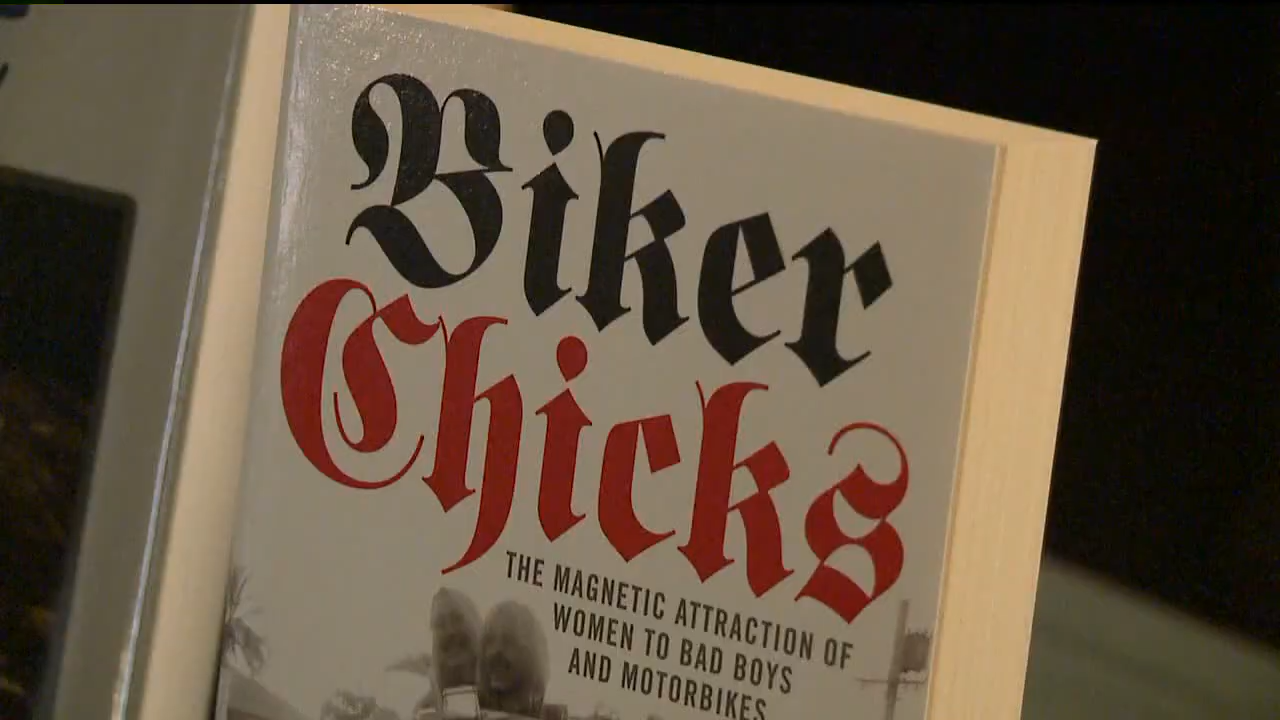 Biker
Chicks
THE MAGNETIC ATTRACTION OF
WOMEN TO BAD BOYS
AND MOTORBIKES